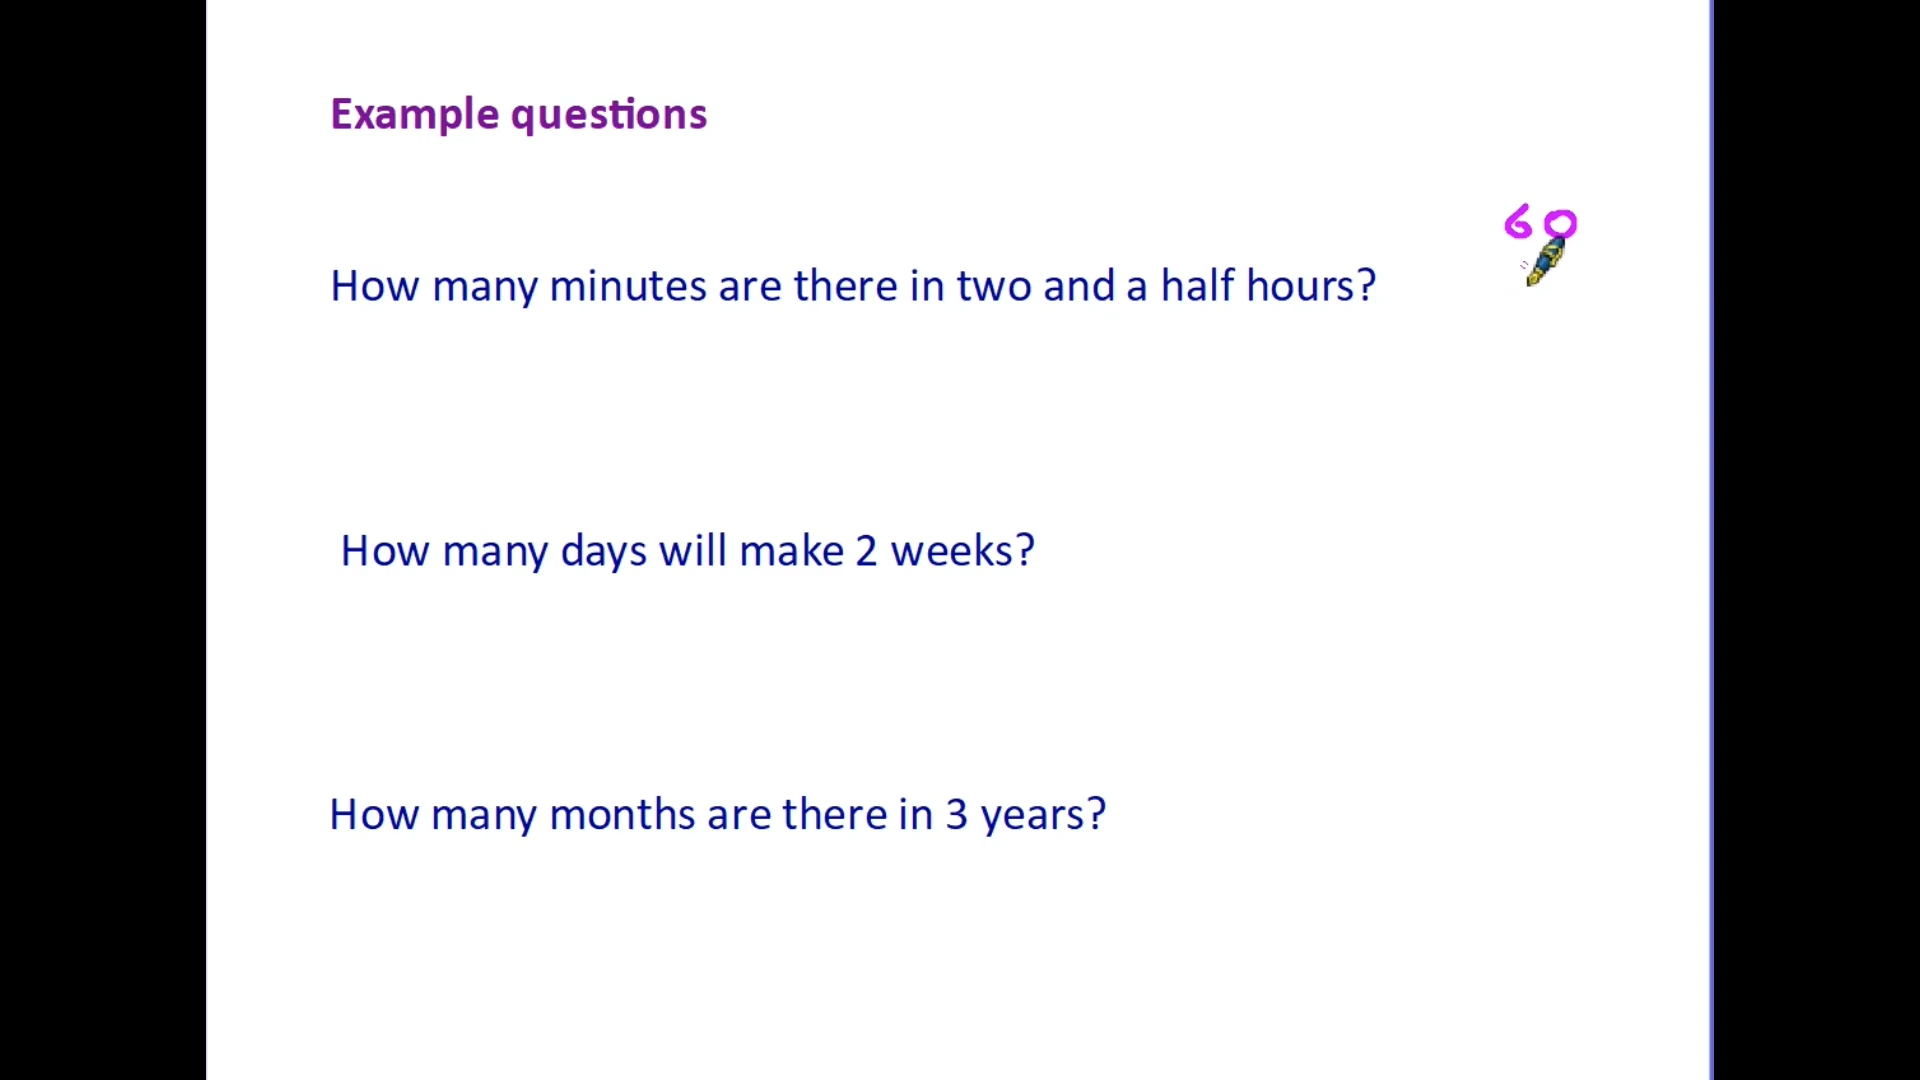 Example questions
60
How many minutes are there in two and a half hours?
How many days will make 2 weeks?
How many months are there in 3 years?